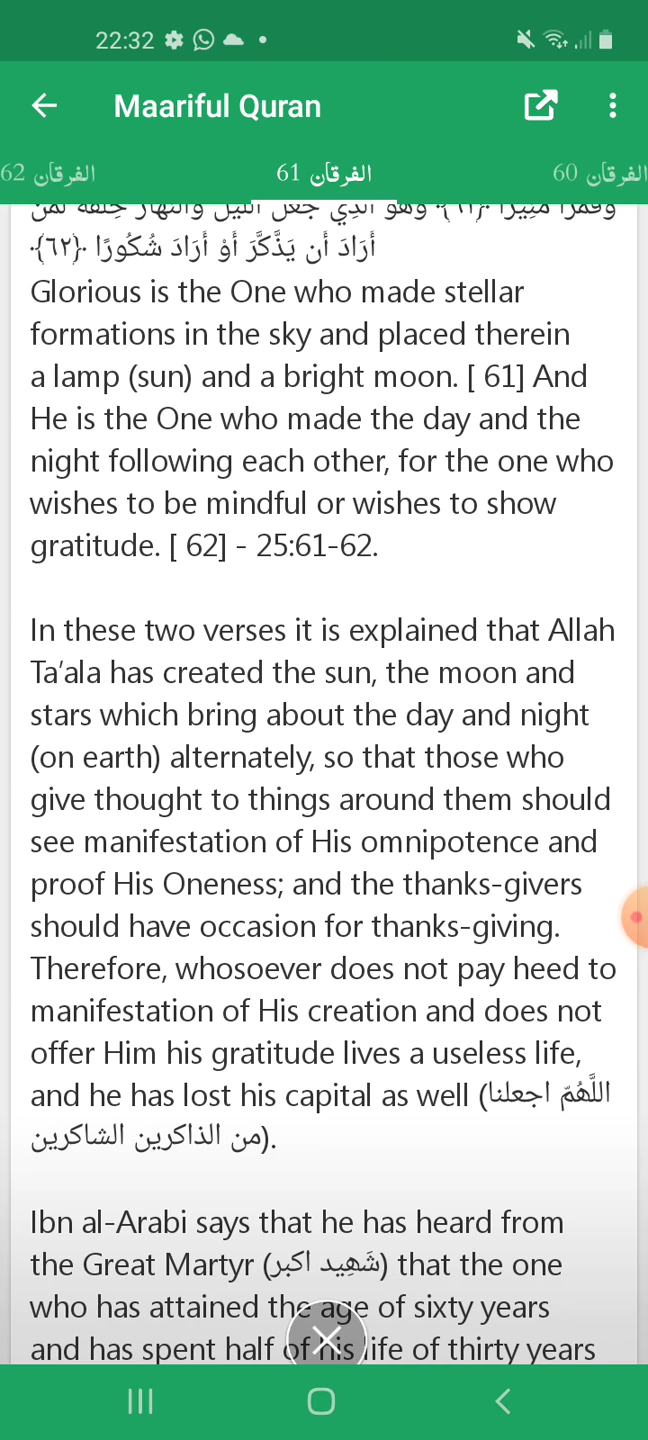 22:32
Maariful Quran
الفرقان 62
الفرقان 61
الفرقان 60
وَقَمَرًا مُّنِيرًا ﴿٦١﴾ وَهُوَ الَّذِي جَعَلَ اللَّيْلَ وَالنَّهَارَ خِلْفَةً لِّمَنْ
أَرَادَ أَن يَذَّكَّرَ أَوْ أَرَادَ شُكُورًا ﴿٦٢﴾
Glorious is the One who made stellar
formations in the sky and placed therein
a lamp (sun) and a bright moon. [ 61] And
He is the One who made the day and the
night following each other, for the one who
wishes to be mindful or wishes to show
gratitude. [ 62] - 25:61-62.
In these two verses it is explained that Allah
Ta’ala has created the sun, the moon and
stars which bring about the day and night
(on earth) alternately, so that those who
give thought to things around them should
see manifestation of His omnipotence and
proof His Oneness; and the thanks-givers
should have occasion for thanks-giving.
Therefore, whosoever does not pay heed to
manifestation of His creation and does not
offer Him his gratitude lives a useless life,
and he has lost his capital as well (اللَّهُمّ اجعلنا
من الذاكرين الشاكرين).
Ibn al-Arabi says that he has heard from
the Great Martyr (شَهِيد اكبر) that the one
who has attained the age of sixty years
and has spent half of his life of thirty years